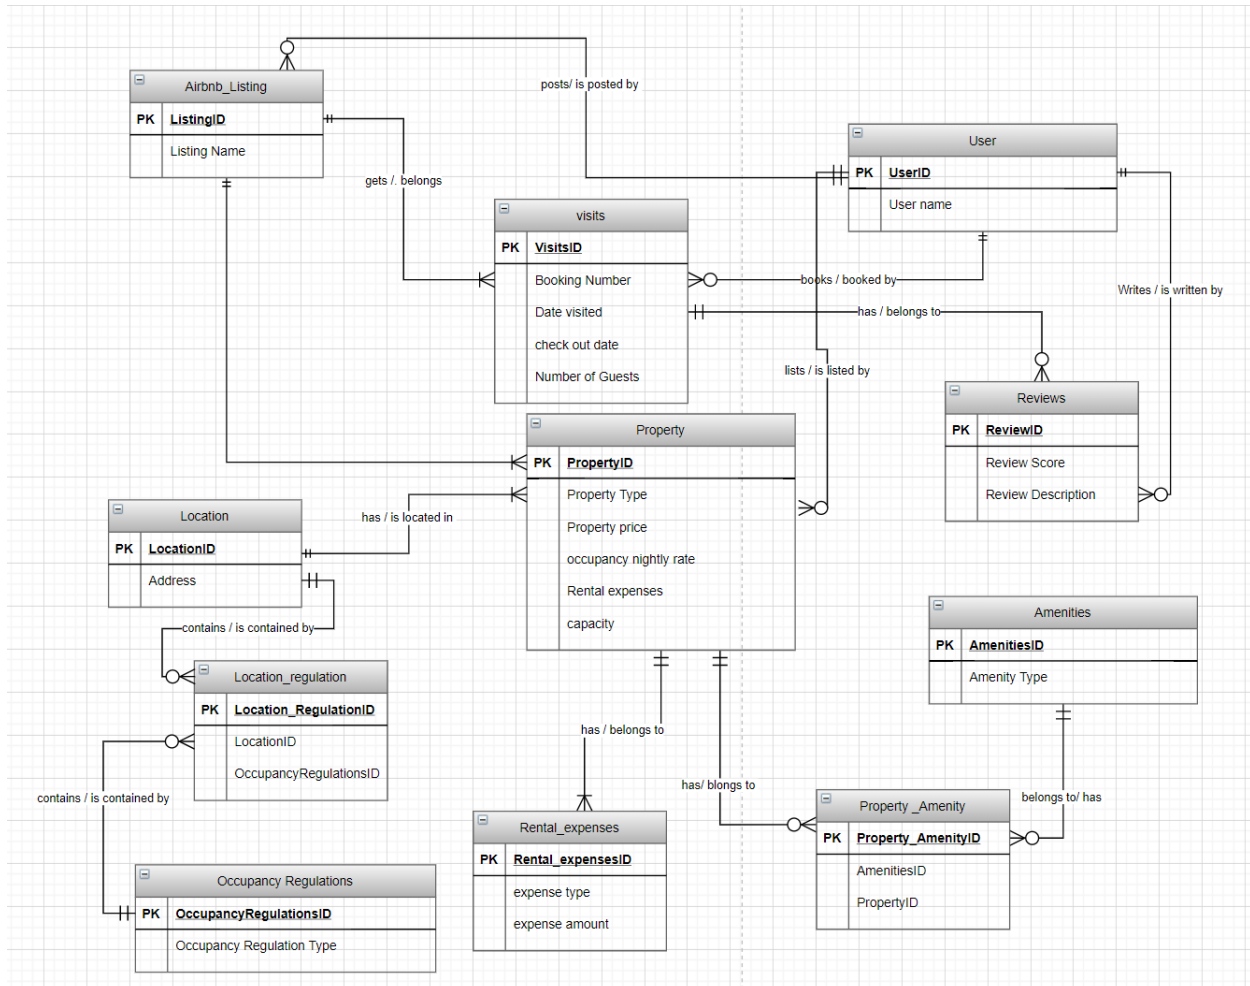 posts/ is posted by
Airbnb_Listing
PK ListingID
Listing Name
gets /. belongs
User
PK UserID
User name
visits
PK VisitsID
Booking Number
Date visited
check out date
Number of Guests
books / booked by
Writes / is written by
has / belongs to
lists / is listed by
Reviews
PK ReviewID
Review Score
Review Description
Property
PK PropertyID
Property Type
Property price
occupancy nightly rate
Rental expenses
capacity
Location
PK LocationID
Address
has / is located in
contains / is contained by
Location_regulation
PK Location_RegulationID
LocationID
OccupancyRegulationsID
contains / is contained by
Occupancy Regulations
PK OccupancyRegulationsID
Occupancy Regulation Type
has / belongs to
Rental_expenses
PK Rental_expensesID
expense type
expense amount
has/ blongs to
Amenities
PK AmenitiesID
Amenity Type
belongs to/ has
Property _Amenity
PK Property_AmenityID
AmenitiesID
PropertyID